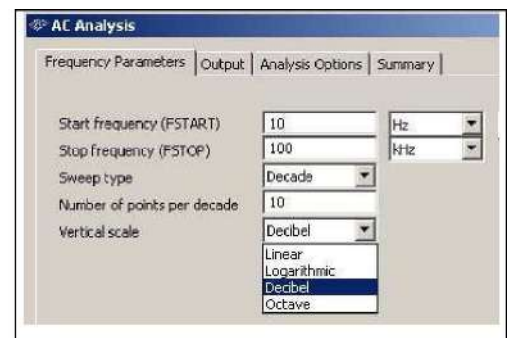 AC Analysis
Frequency Parameters Output Analysis Options Summary
Start frequency (FSTART) 10 Hz
Stop frequency (FSTOP) 100 kHz
Sweep type Decade
Number of points per decade 10
Vertical scale Decibel
Linear
Logarithmic
Decibel
Octave